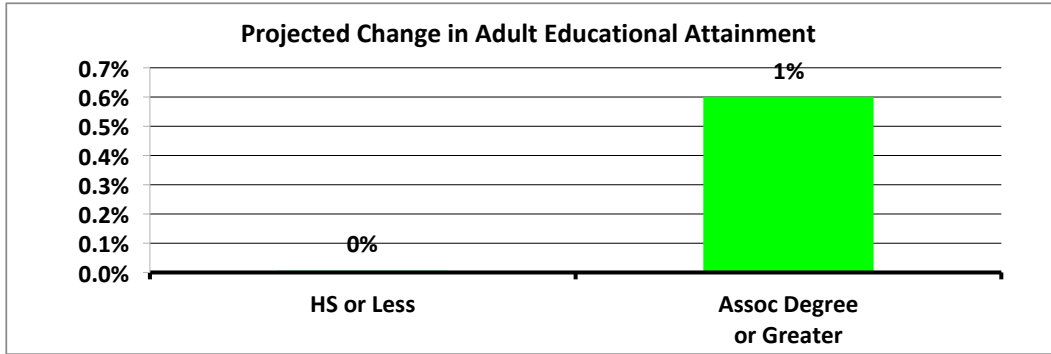 Projected Change in Adult Educational Attainment
0.7%
0.6%
0.5%
0.4%
0.3%
0.2%
0.1%
0.0%
0%
1%
HS or Less
Assoc Degree
or Greater